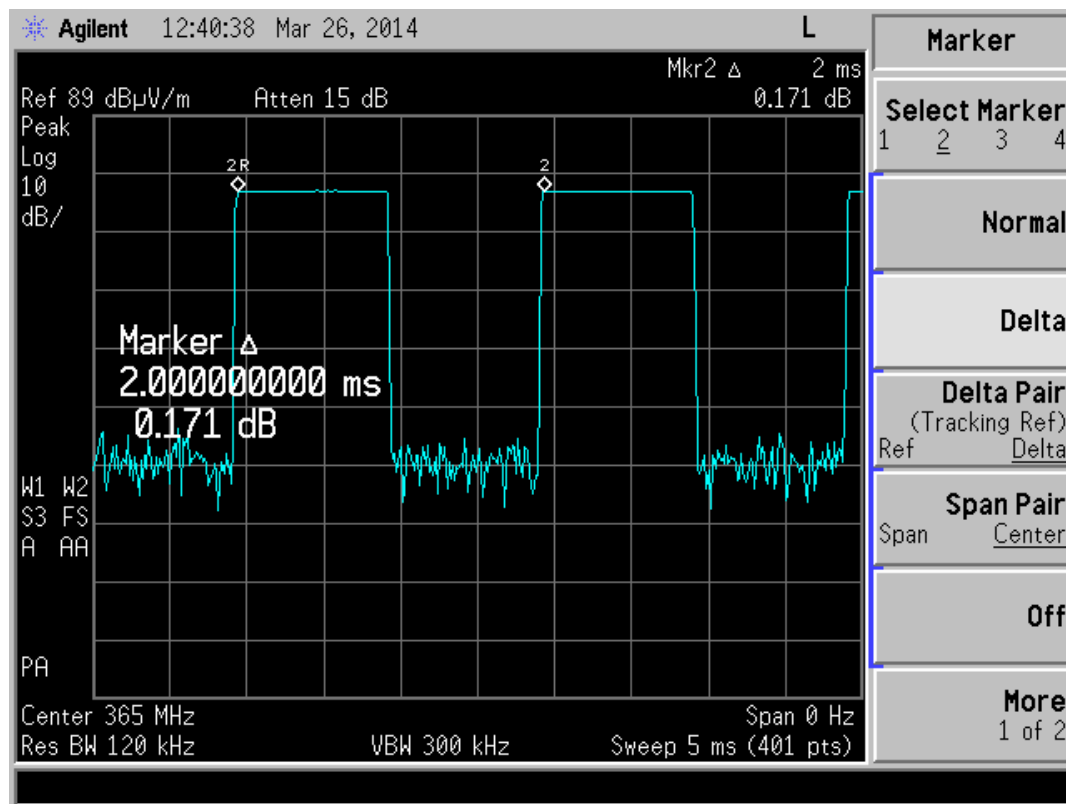 Agilent 12:40:38 Mar 26, 2014 L
Mkr2 Δ 2 ms
Ref 89 dBµV/m Atten 15 dB 0.171 dB
Peak
Log
10
dB/
2R
2
Marker Δ
2.000000000 ms
0.171 dB
W1 W2
S3 FS
A AA
PA
Center 365 MHz Span 0 Hz
Res BW 120 kHz VBW 300 kHz Sweep 5 ms (401 pts)
Marker
Select Marker
1 2 3 4
Normal
Delta
Delta Pair
(Tracking Ref)
Ref Delta
Span Pair
Span Center
Off
More
1 of 2